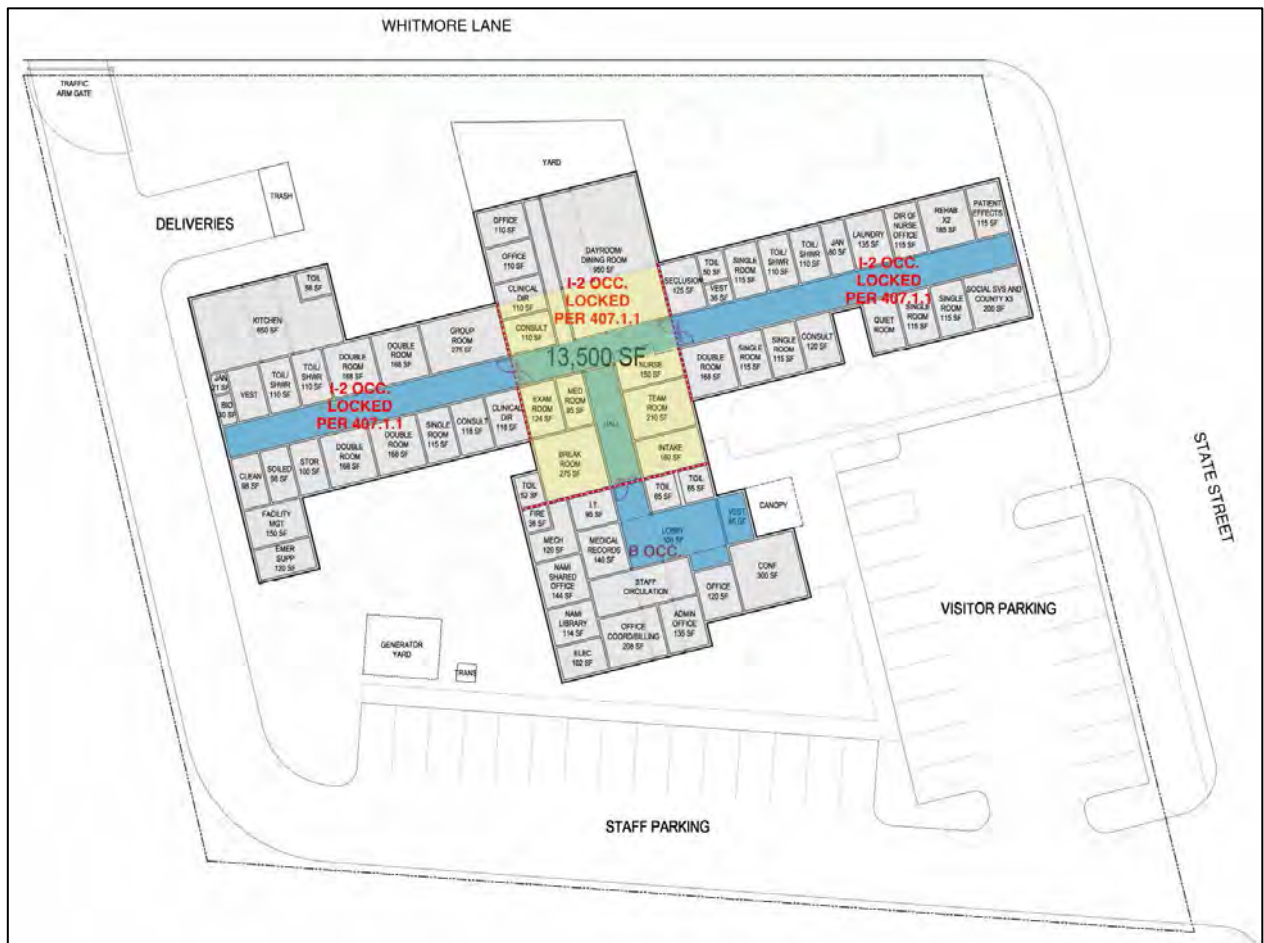 WHITMORE LANE
TRAFFIC
ARM GATE
YARD
TRASH
DELIVERIES
OFFICE
110 SF
OFFICE
110 SF
CLINICAL
DIR
110 SF
CONSULT
110 SF
DAYROOM/
DINING ROOM
950 SF
I-2 OCC.
LOCKED
PER 407.1.1
13,500 SF
SECLUSION
125 SF
TOIL
50 SF
VEST
SINGLE
ROOM
115 SF
TOIL/
SHWR
110 SF
TOIL/
SHWR
110 SF
JAN
LAUNDRY
135 SF
DIR OF
NURSE
OFFICE
115 SF
REHAB
X2
PATIENT
EFFECTS
115 SF
I-2 OCC.
LOCKED
PER 407.1.1
DOUBLE
ROOM
168 SF
SINGLE
ROOM
115 SF
SINGLE
ROOM
115 SF
CONSULT
120 SF
QUIET
ROOM
SINGLE
ROOM
115 SF
SINGLE
ROOM
115 SF
SOCIAL SVS AND
COUNTY X3
200 SF
TOIL
KITCHEN
JAN
BIO
VEST
TOIL/
SHWR
110 SF
TOIL/
SHWR
110 SF
DOUBLE
ROOM
168 SF
DOUBLE
ROOM
168 SF
GROUP
ROOM
275 SF
I-2 OCC.
LOCKED
PER 407.1.1
CLEAN
SOILED
STOR
100 SF
DOUBLE
ROOM
168 SF
DOUBLE
ROOM
168 SF
SINGLE
ROOM
115 SF
CONSULT
118 SF
CLINICAL
DIR
118 SF
FACILITY
MGT
150 SF
EMER
SUPP
120 SF
EXAM
ROOM
124 SF
MED
ROOM
NURSE
150 SF
TEAM
ROOM
210 SF
HALL
BREAK
ROOM
275 SF
INTAKE
TOIL
52 SF
FIRE
I.T.
TOIL
65 SF
TOIL
65 SF
CANOPY
VEST
LOBBY
B OCC
MECH
120 SF
MEDICAL
RECORDS
140 SF
NAMI
SHARED
OFFICE
144 SF
STAFF
CIRCULATION
OFFICE
120 SF
CONF
300 SF
NAMI
LIBRARY
114 SF
OFFICE
COORD/BILLING
208 SF
ADMIN
OFFICE
135 SF
ELEC
102 SF
STATE STREET
VISITOR PARKING
GENERATOR
YARD
TRANS
STAFF PARKING